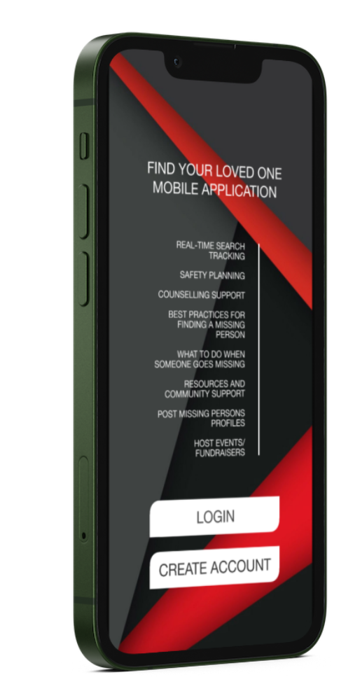 FIND YOUR LOVED ONE
MOBILE APPLICATION
REAL-TIME SEARCH
TRACKING
SAFETY PLANNING
COUNSELLING SUPPORT
BEST PRACTICES FOR
FINDING A MISSING
PERSON
WHAT TO DO WHEN
SOMEONE GOES MISSING
RESOURCES AND
COMMUNITY SUPPORT
POST MISSING PERSONS
PROFILES
HOST EVENTS/
FUNDRAISERS
LOGIN
CREATE ACCOUNT